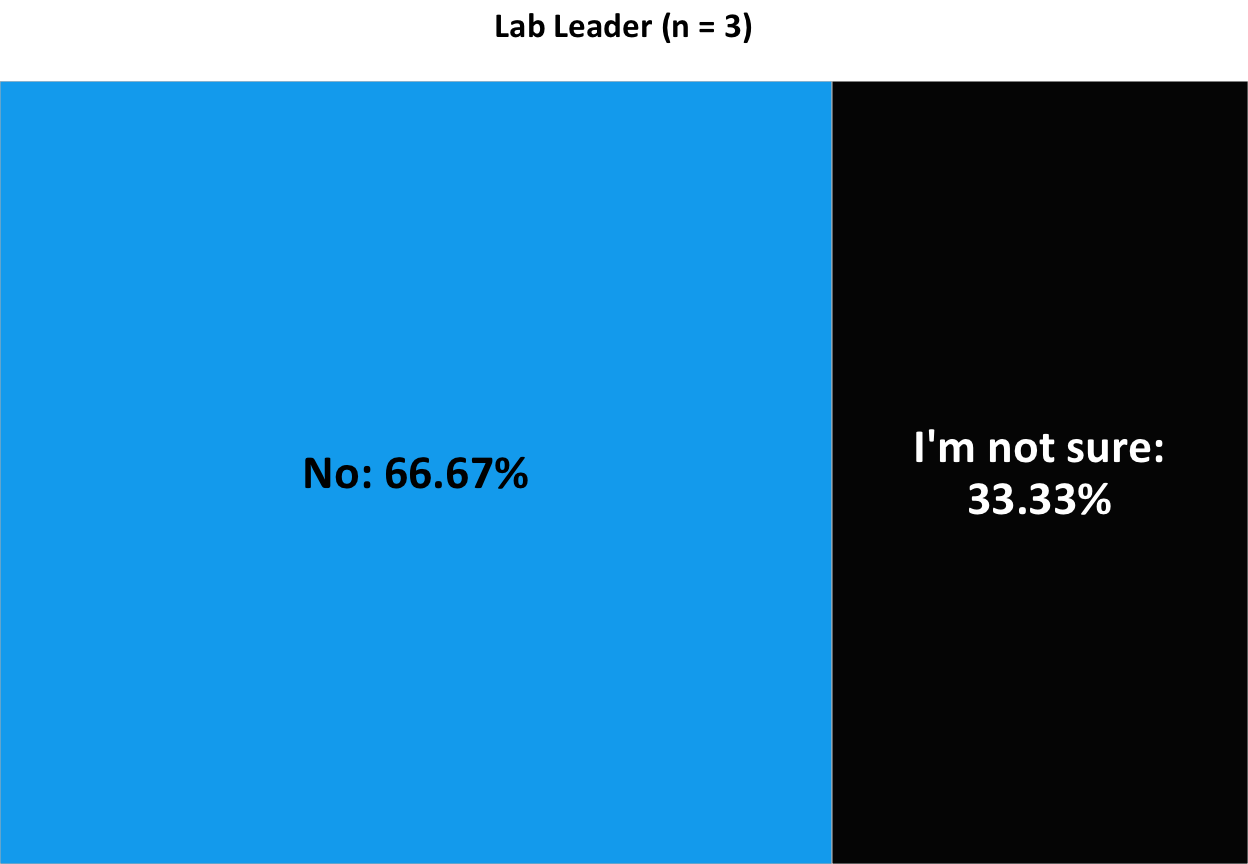 Lab Leader (n = 3)
No: 66.67%
I'm not sure:
33.33%